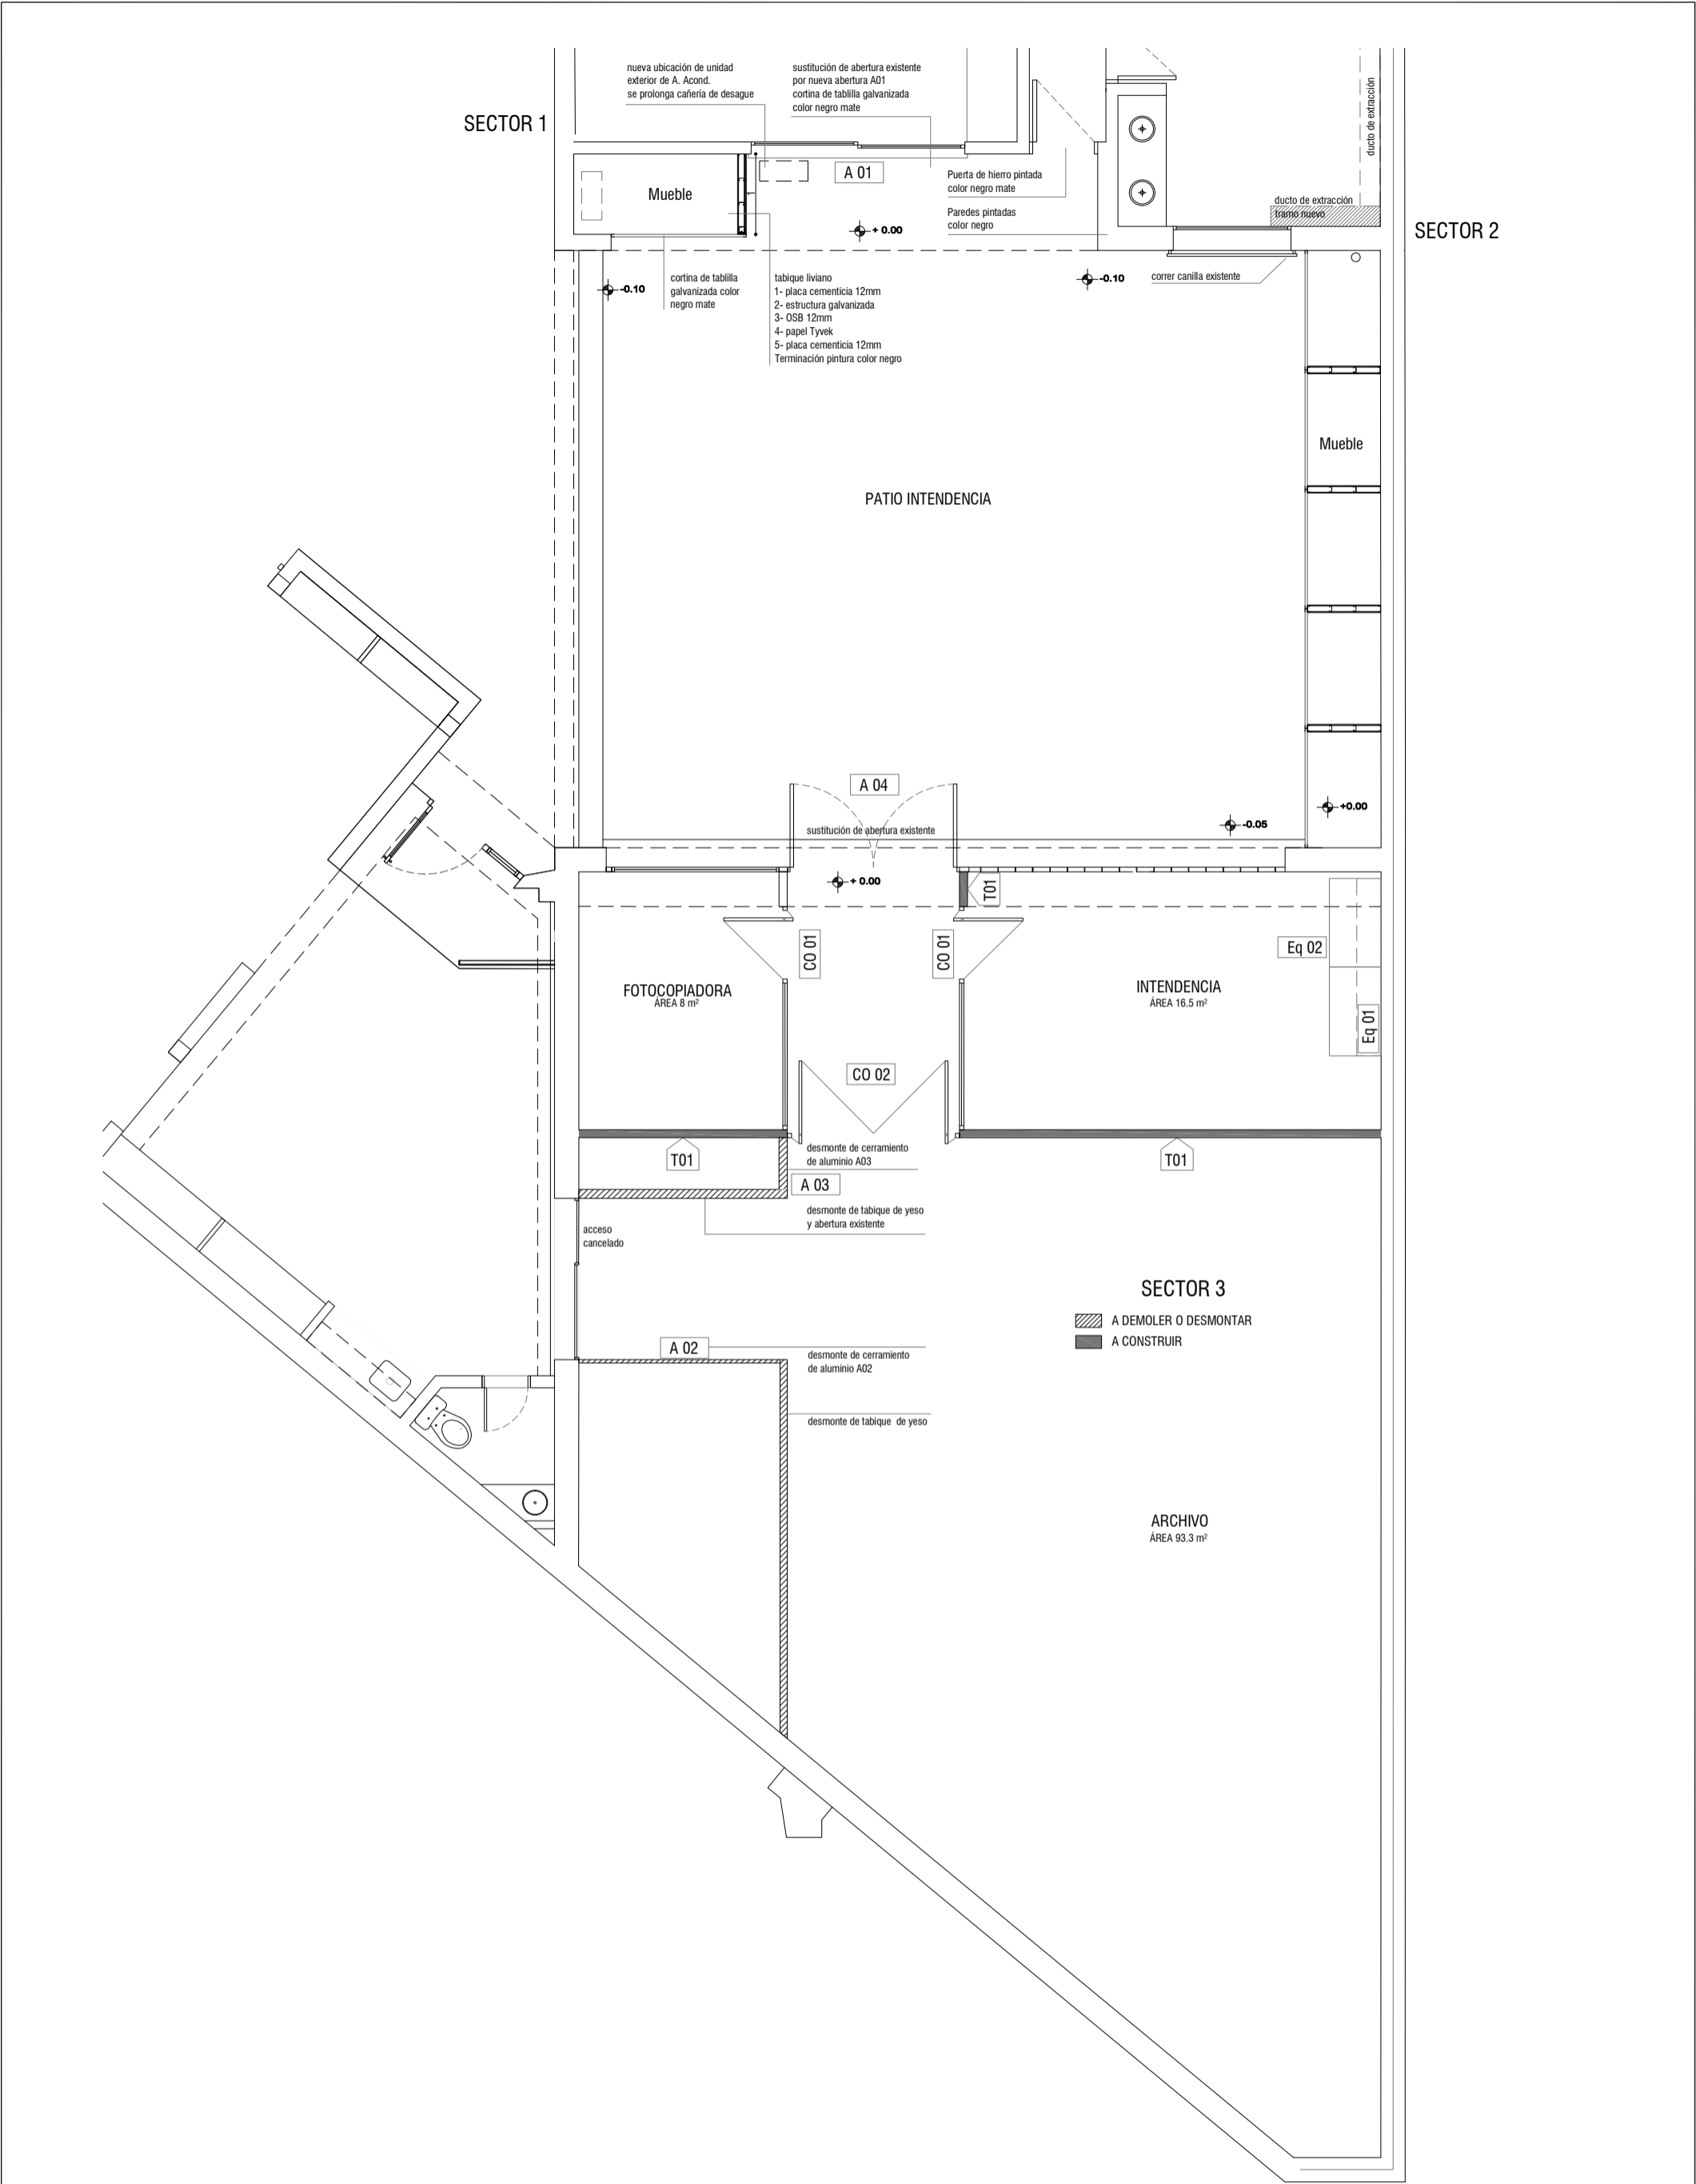 nueva ubicación de unidad
exterior de A. Acond.
se prolonga cañería de desague
sustitución de abertura existente
por nueva abertura A01
cortina de tablilla galvanizada
color negro mate
ducto de extracción
SECTOR 1
Mueble
A 01
1
Puerta de hierro pintada
color negro mate
Paredes pintadas
color negro
ducto de extracción
tramo nuevo
SECTOR 2
+ 0.00
-0.10
cortina de tablilla
galvanizada color
negro mate
tabique liviano
1- placa cementicia 12mm
2- estructura galvanizada
3- OSB 12mm
4- papel Tyvek
5- placa cementicia 12mm
Terminación pintura color negro
-0.10
correr canilla existente
Mueble
PATIO INTENDENCIA
A 04
sustitución de abertura existente
-0.05
+0.00
+ 0.00
T01
CO 01
CO 01
Eq 02
FOTOCOPIADORA
ÁREA 8 m²
INTENDENCIA
ÁREA 16.5 m²
Eq 01
CO 02
T01
desmonte de cerramiento
de aluminio A03
T01
A 03
desmonte de tabique de yeso
y abertura existente
acceso
cancelado
SECTOR 3
A DEMOLER O DESMONTAR
A CONSTRUIR
A 02
desmonte de cerramiento
de aluminio A02
desmonte de tabique de yeso
ARCHIVO
ÁREA 93.3 m²